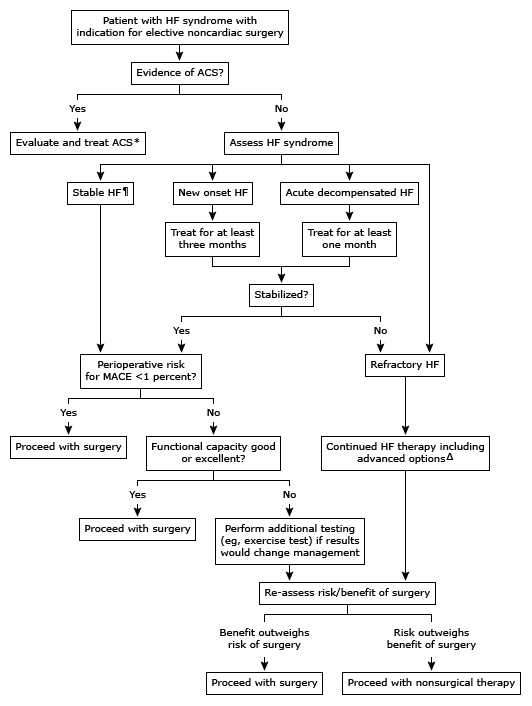 Patient with HF syndrome with
indication for elective noncardiac surgery
Evidence of ACS?
Yes
No
Evaluate and treat ACS*
Assess HF syndrome
Stable HF¶
New onset HF
Acute decompensated HF
Treat for at least
three months
Treat for at least
one month
Stabilized?
Yes
No
Perioperative risk
for MACE <1 percent?
Refractory HF
Yes
No
Proceed with surgery
Functional capacity good
or excellent?
Continued HF therapy including
advanced optionsΔ
Yes
No
Proceed with surgery
Perform additional testing
(eg, exercise test) if results
would change management
Re-assess risk/benefit of surgery
Benefit outweighs
risk of surgery
Risk outweighs
benefit of surgery
Proceed with surgery
Proceed with nonsurgical therapy